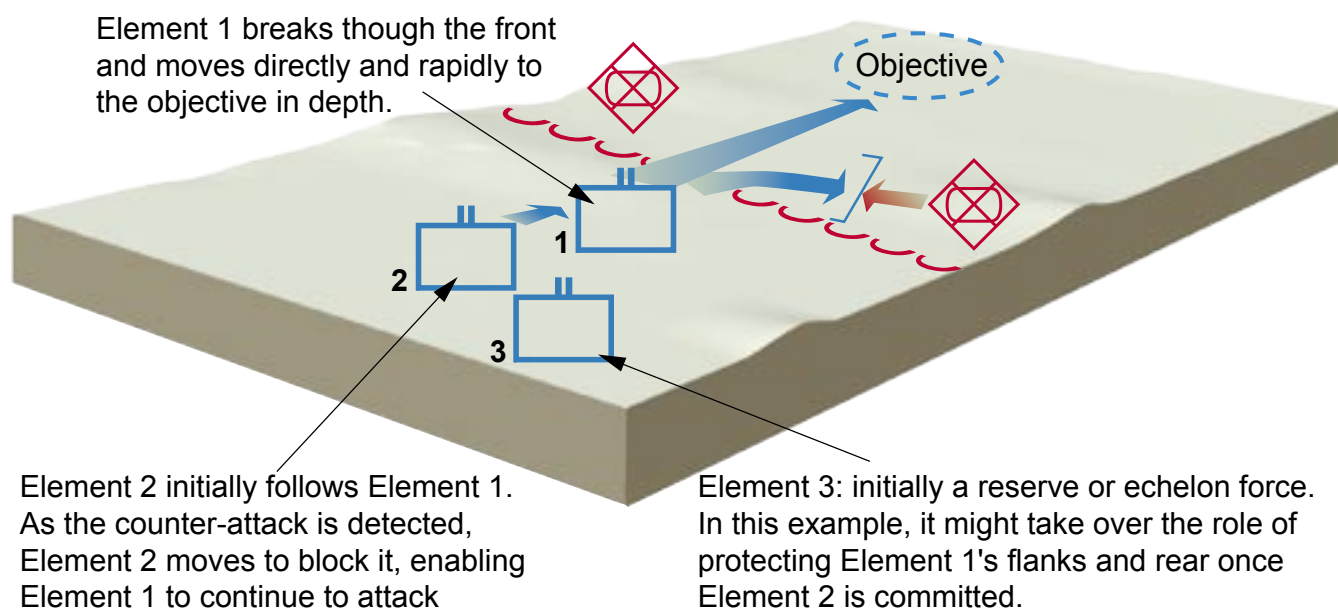 Element 1 breaks though the front
and moves directly and rapidly to
the objective in depth.
Objective
1
2
3
Element 2 initially follows Element 1.
As the counter-attack is detected,
Element 2 moves to block it, enabling
Element 1 to continue to attack
Element 3: initially a reserve or echelon force.
In this example, it might take over the role of
protecting Element 1's flanks and rear once
Element 2 is committed.